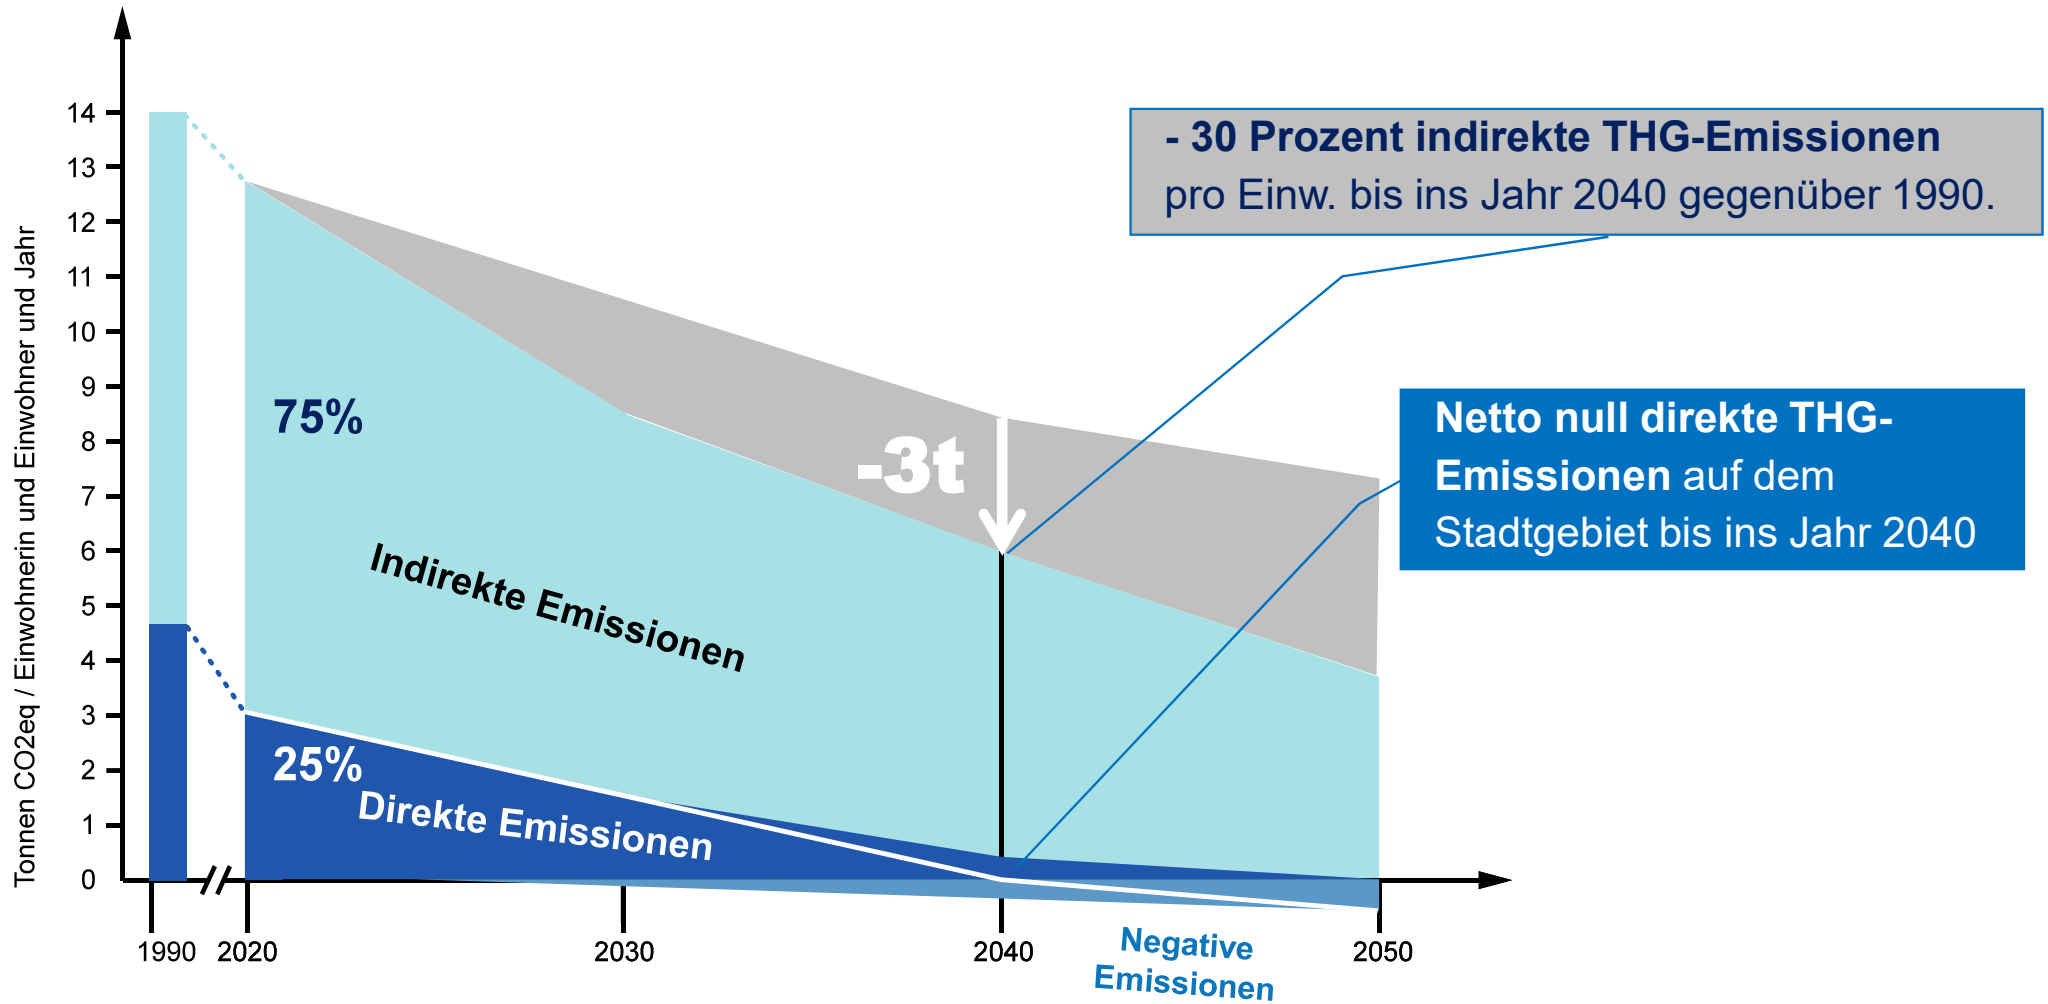 Tonnen CO2eq / Einwohnerin und Einwohner und Jahr
14
13
12
11
10
9
8
7
6
5
4
3
2
1
0
- 30 Prozent indirekte THG-Emissionen
pro Einw. bis ins Jahr 2040 gegenüber 1990.
Netto null direkte THG-
Emissionen auf dem
Stadtgebiet bis ins Jahr 2040
75%
-3t
Indirekte Emissionen
25%
Direkte Emissionen
1990
2020
2030
2040
2050
Negative
Emissionen